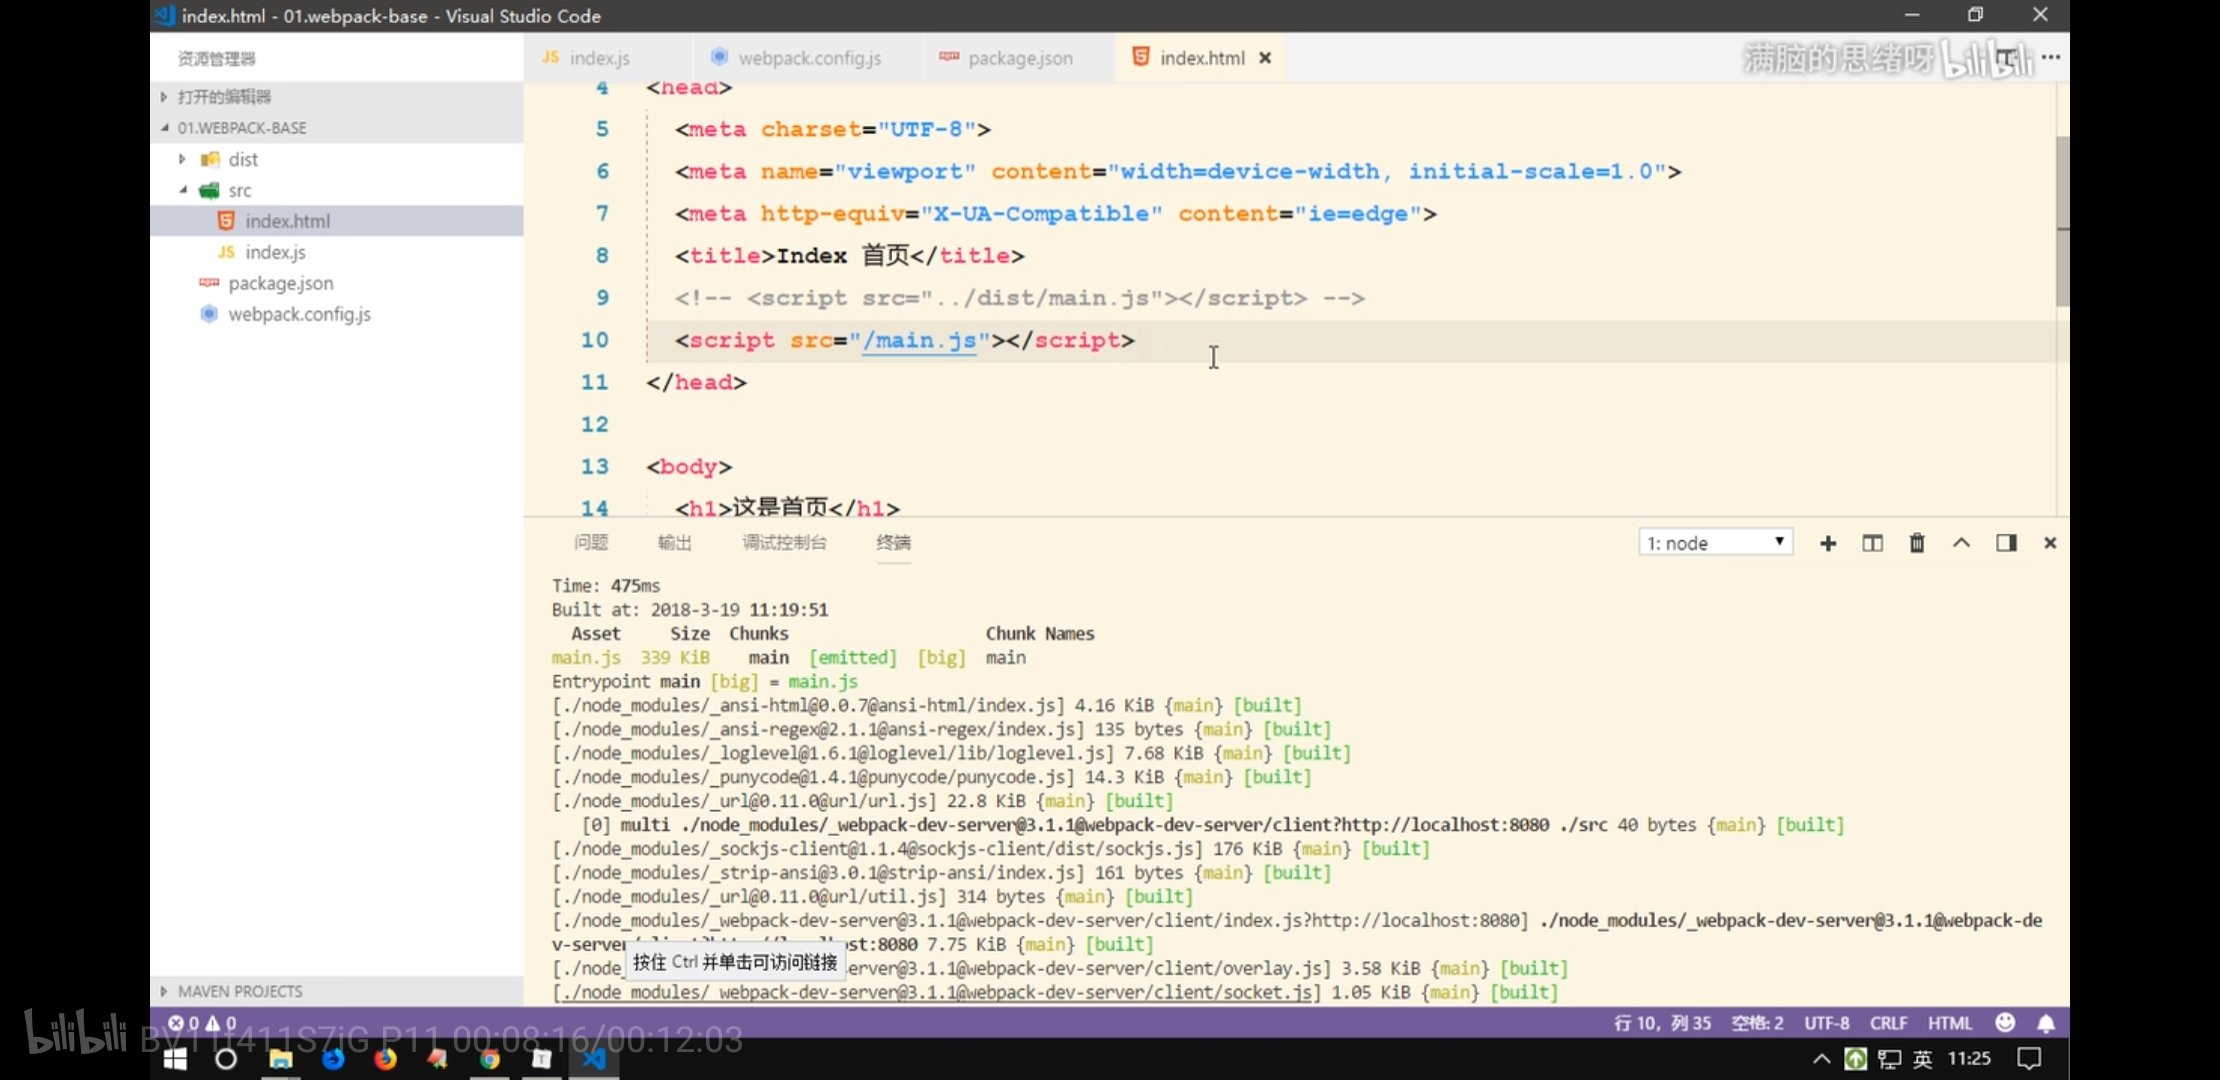 index.html - 01.webpack-base - Visual Studio Code
资源管理器
打开的编辑器
01.WEBPACK-BASE
dist
src
index.html
index.js
package.json
webpack.config.js
MAVEN PROJECTS
JS index.js
webpack.config.js
package.json
index.html
满脑的思绪呀 bilibili
4 <head>
5 <meta charset="UTF-8">
6 <meta name="viewport" content="width=device-width, initial-scale=1.0">
7 <meta http-equiv="X-UA-Compatible" content="ie=edge">
8 <title>Index 首页</title>
9 <!-- <script src="../dist/main.js"></script> -->
10 <script src="/main.js"></script>
11 </head>
12
13 <body>
14 <h1>这是首页</h1>
问题 输出 调试控制台 终端 1: node
Time: 475ms
Built at: 2018-3-19 11:19:51
Asset Size Chunks Chunk Names
main.js 339 KiB main [emitted] [big] main
Entrypoint main [big] = main.js
[./node_modules/_ansi-html@0.0.7@ansi-html/index.js] 4.16 KiB {main} [built]
[./node_modules/_ansi-regex@2.1.1@ansi-regex/index.js] 135 bytes {main} [built]
[./node_modules/_loglevel@1.6.1@loglevel/lib/loglevel.js] 7.68 KiB {main} [built]
[./node_modules/_punycode@1.4.1@punycode/punycode.js] 14.3 KiB {main} [built]
[./node_modules/_url@0.11.0@url/url.js] 22.8 KiB {main} [built]
[0] multi ./node_modules/_webpack-dev-server@3.1.1@webpack-dev-server/client?http://localhost:8080 ./src 40 bytes {main} [built]
[./node_modules/_sockjs-client@1.1.4@sockjs-client/dist/sockjs.js] 176 KiB {main} [built]
[./node_modules/_strip-ansi@3.0.1@strip-ansi/index.js] 161 bytes {main} [built]
[./node_modules/_url@0.11.0@url/util.js] 314 bytes {main} [built]
[./node_modules/_webpack-dev-server@3.1.1@webpack-dev-server/client/index.js?http://localhost:8080] ./node_modules/_webpack-dev-server@3.1.1@webpack-de
v-server st:8080 7.75 KiB {main} [built]
[./node erver@3.1.1@webpack-dev-server/client/overlay.js] 3.58 KiB {main} [built]
按住 Ctrl 并单击可访问链接
[./node_modules/_webpack-dev-server@3.1.1@webpack-dev-server/client/socket.js] 1.05 KiB {main} [built]
0 0
行 10，列 35 空格: 2 UTF-8 CRLF HTML
bilibili BV11t411S7iG P11 00:08:16/00:12:03
英 11:25